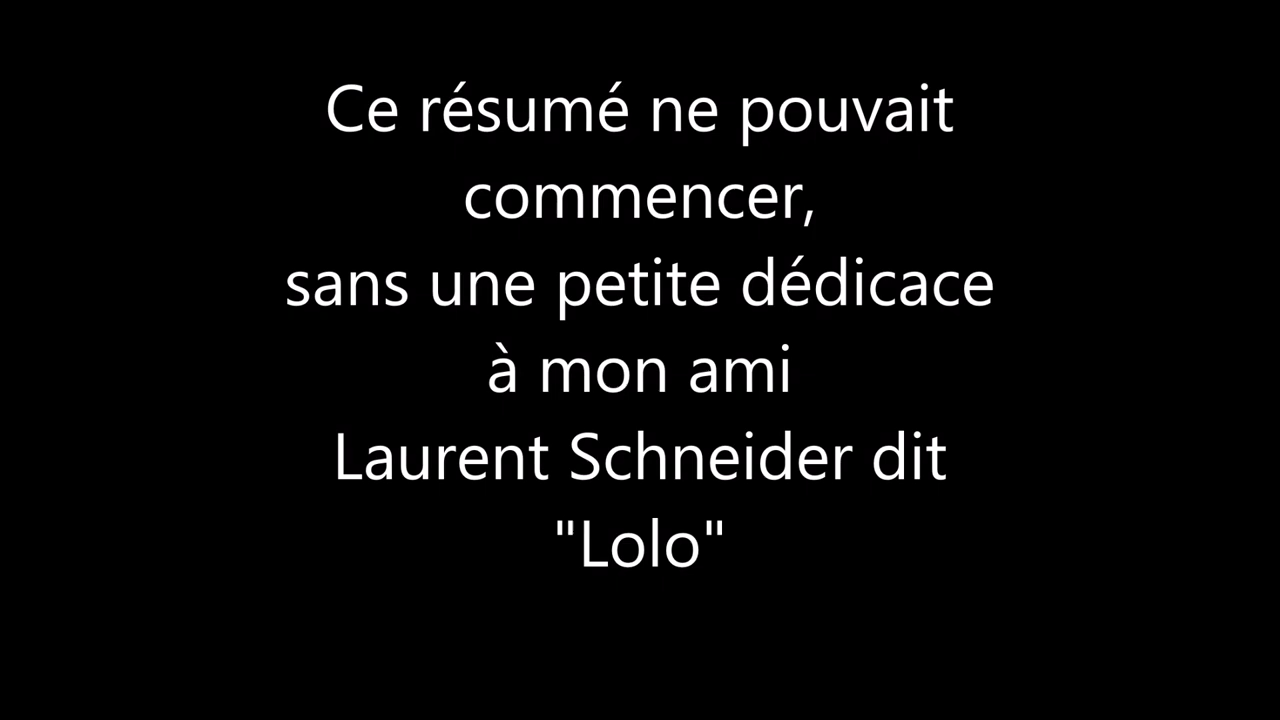 Ce résumé ne pouvait
commencer,
sans une petite dédicace
à mon ami
Laurent Schneider dit
"Lolo"